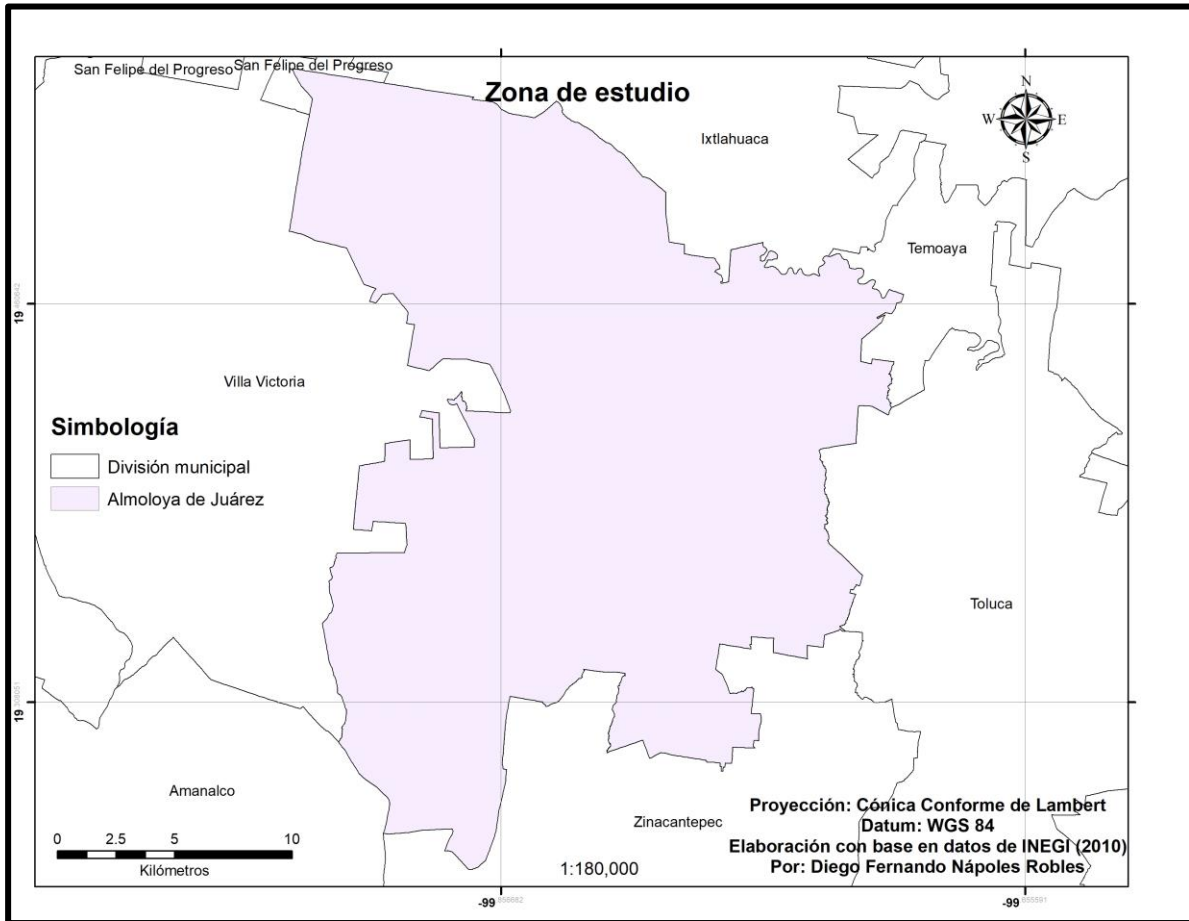 San Felipe del Progreso
San Felipe del Progreso
Zona de estudio
Ixtlahuaca
N
W
E
S
Temoaya
Villa Victoria
Simbología
División municipal
Almoloya de Juárez
Toluca
Amanalco
Zinacantepec
0 2.5 5 10
Kilómetros
1:180,000
Proyección: Cónica Conforme de Lambert
Datum: WGS 84
Elaboración con base en datos de INEGI (2010)
Por: Diego Fernando Nápoles Robles
19
19
-99
-99